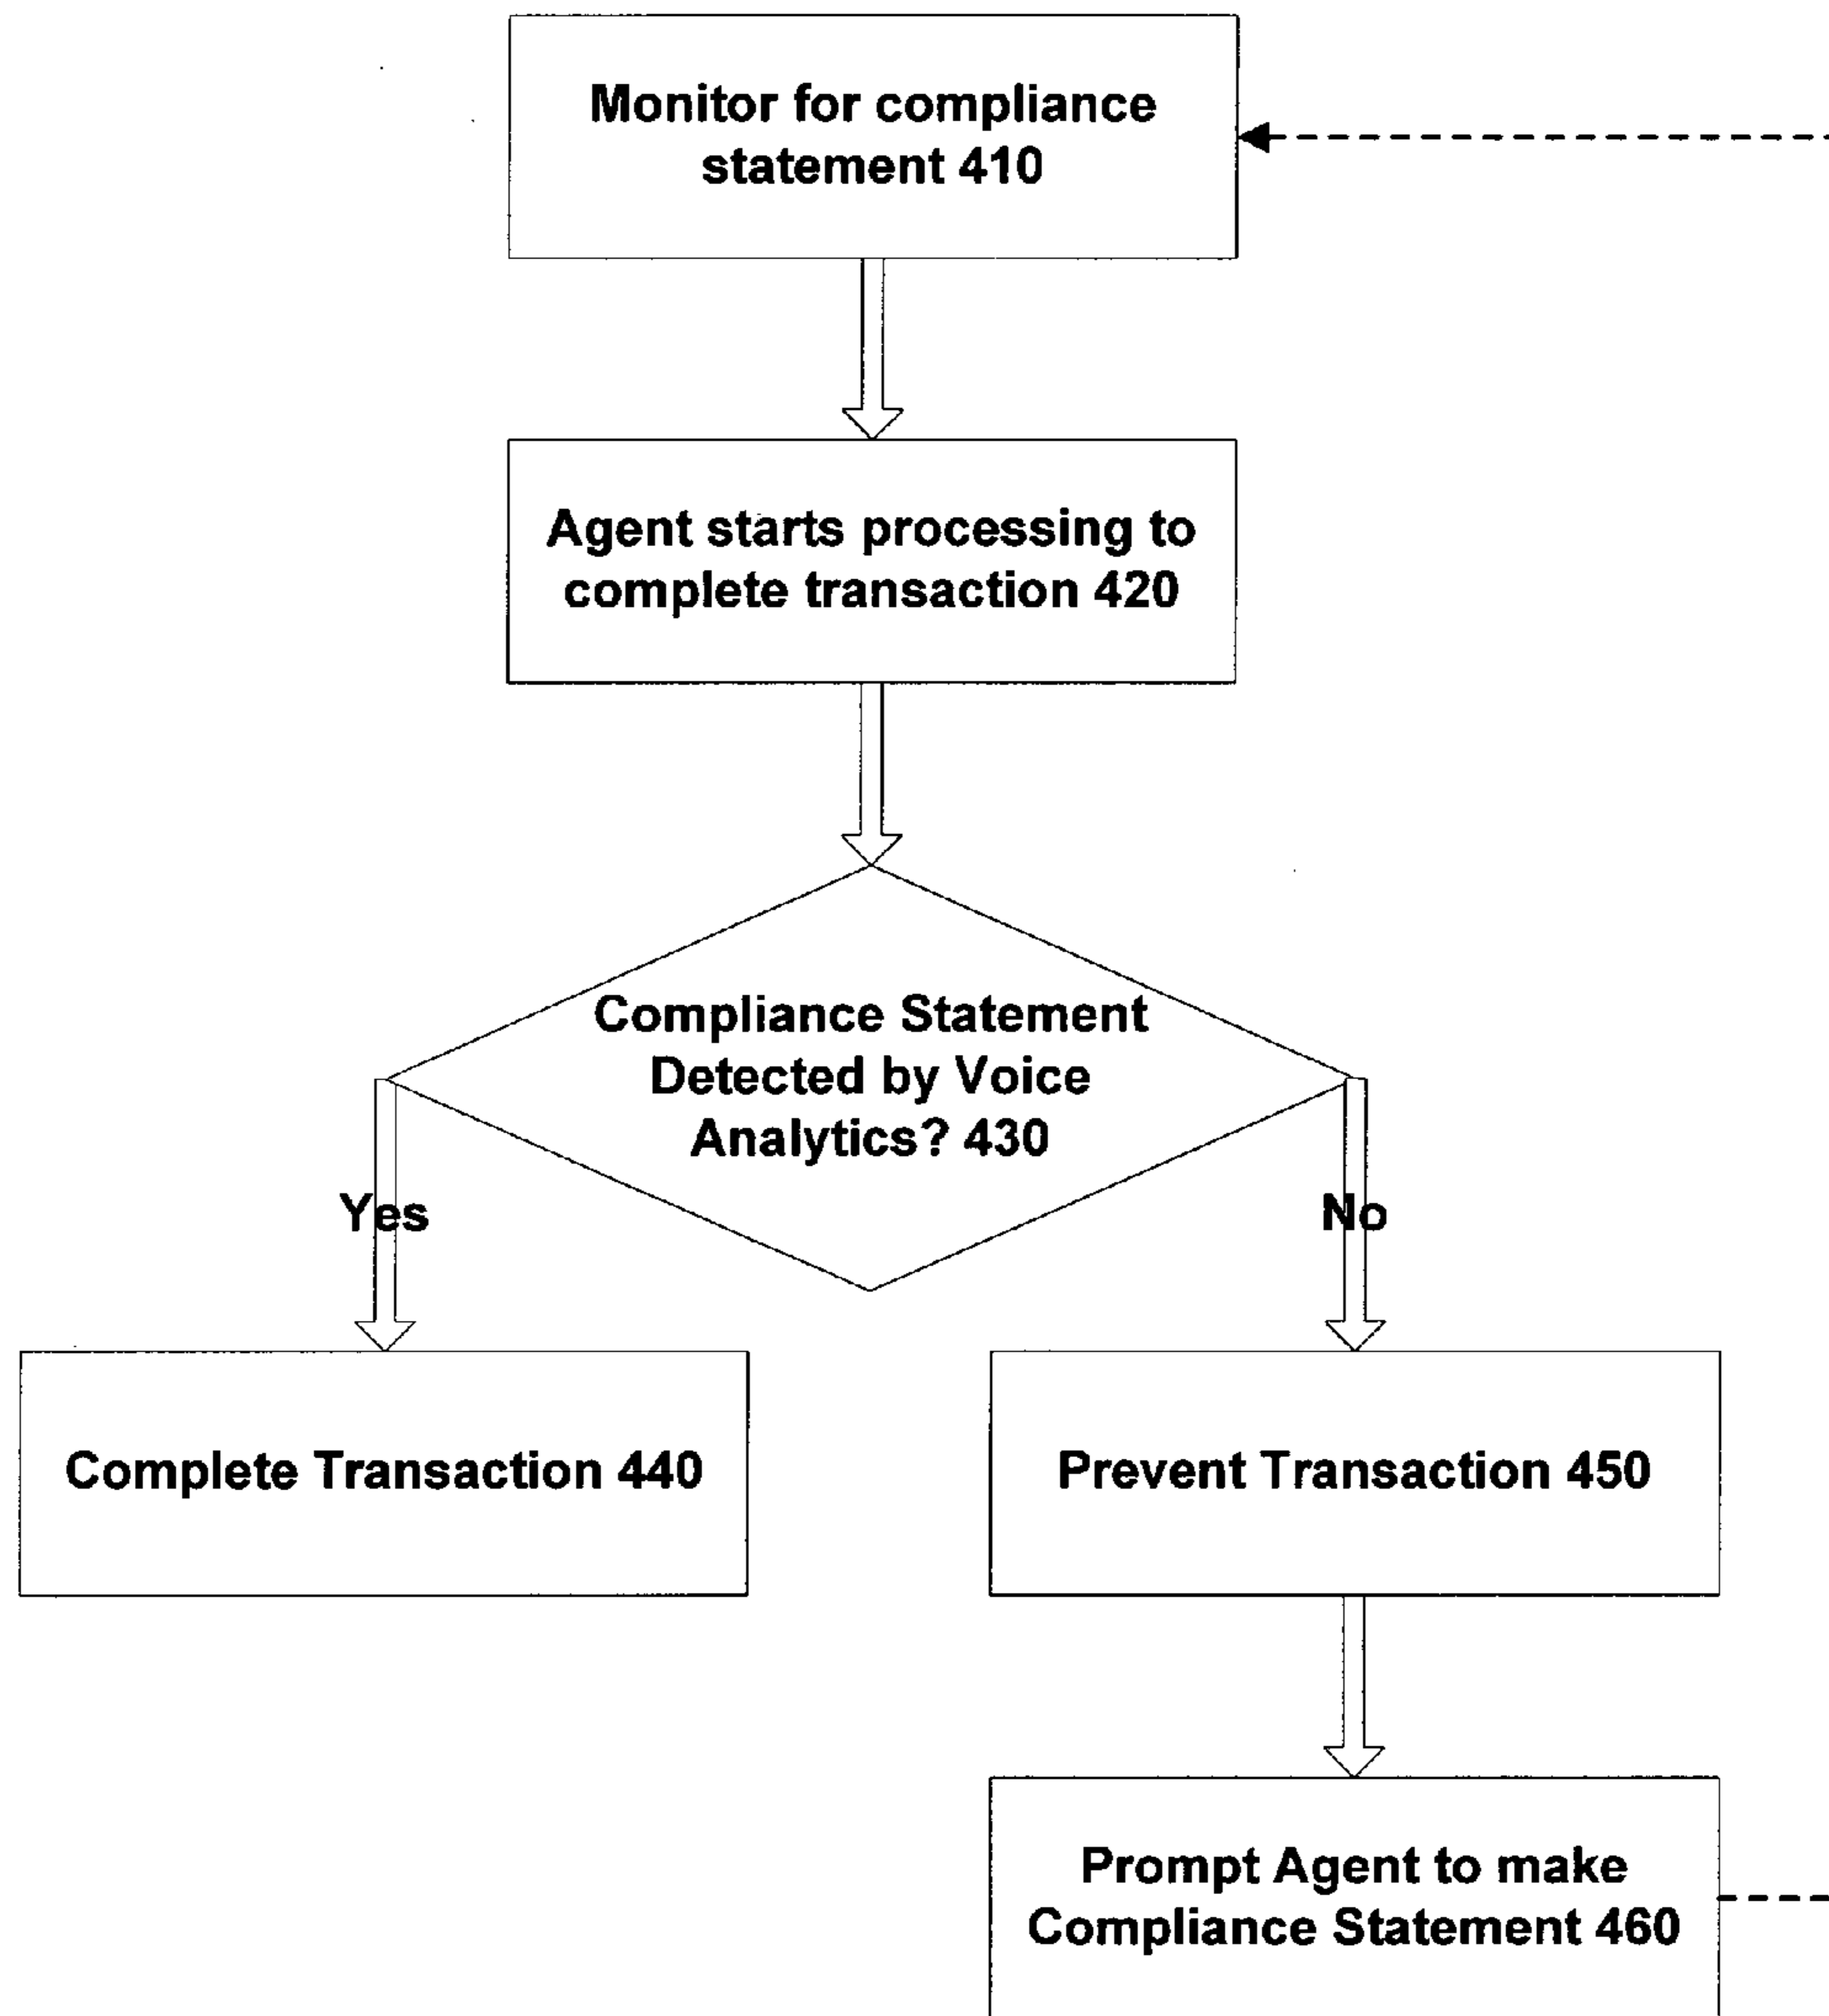 Monitor for compliance
statement 410
Agent starts processing to
complete transaction 420
Compliance Statement
Detected by Voice
Analytics? 430
Yes
No
Complete Transaction 440
Prevent Transaction 450
Prompt Agent to make
Compliance Statement 460